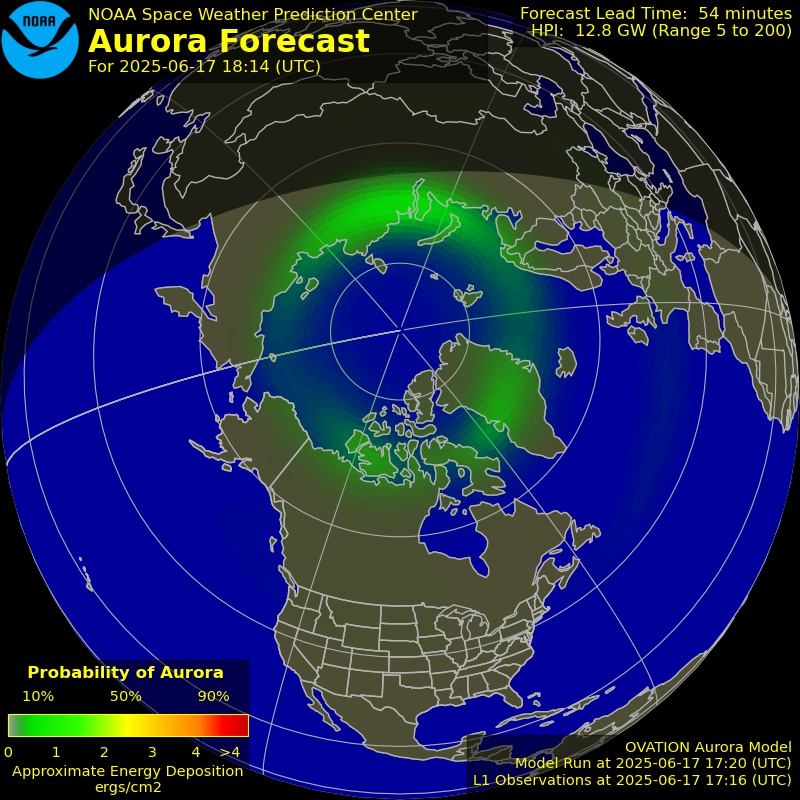 NOAA
NOAA Space Weather Prediction Center
Aurora Forecast
For 2025-06-17 18:14 (UTC)
Forecast Lead Time: 54 minutes
HPI: 12.8 GW (Range 5 to 200)
Probability of Aurora
10% 50% 90%
0 1 2 3 4 >4
Approximate Energy Deposition
ergs/cm2
OVATION Aurora Model
Model Run at 2025-06-17 17:20 (UTC)
L1 Observations at 2025-06-17 17:16 (UTC)